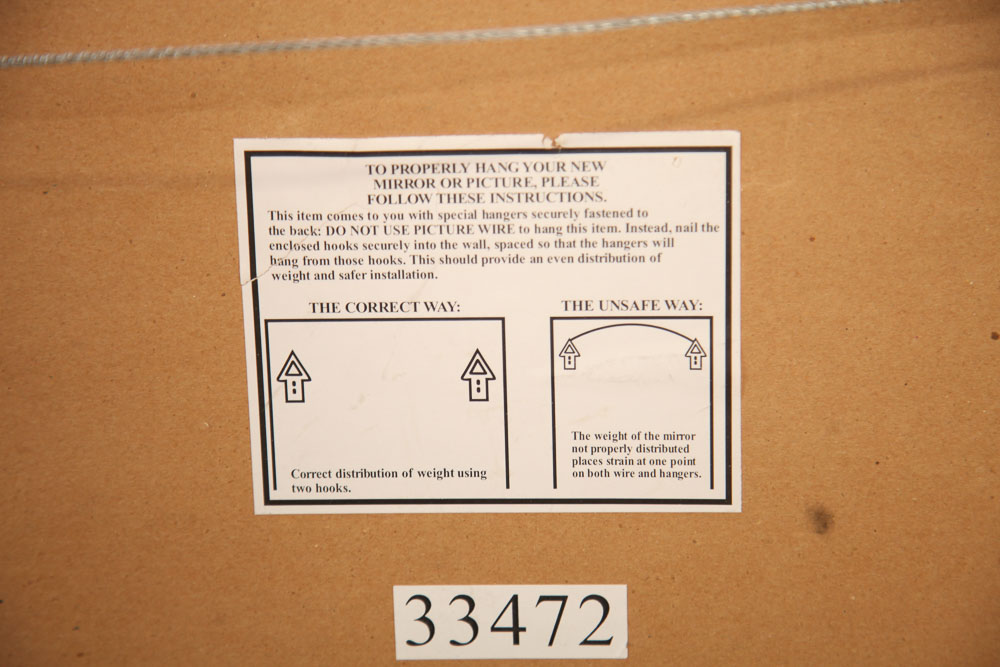 TO PROPERLY HANG YOUR NEW
MIRROR OR PICTURE, PLEASE
FOLLOW THESE INSTRUCTIONS.
This item comes to you with special hangers securely fastened to
the back: DO NOT USE PICTURE WIRE to hang this item. Instead, nail the
enclosed hooks securely into the wall, spaced so that the hangers will
hang from those hooks. This should provide an even distribution of
weight and safer installation.
THE CORRECT WAY:
Correct distribution of weight using
two hooks.
THE UNSAFE WAY:
The weight of the mirror
not properly distributed
places strain at one point
on both wire and hangers.
33472